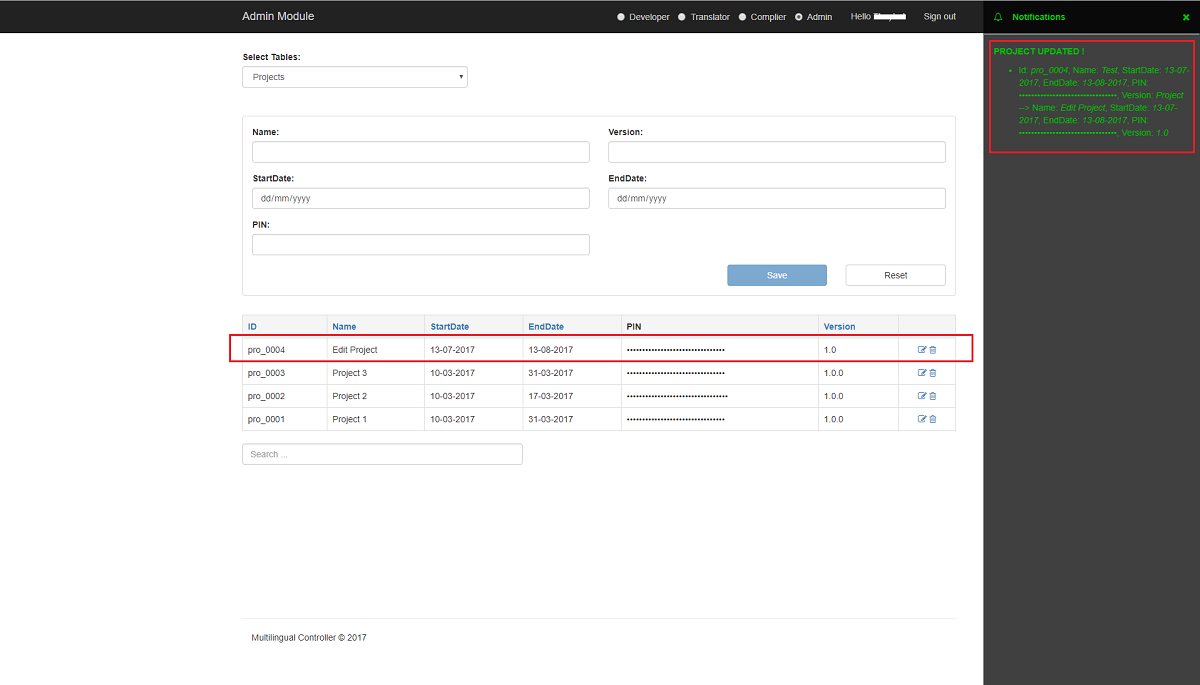 Admin Module
Developer Translator Complier Admin Hello Sign out
Notifications
Select Tables:
Projects
Name: Version:
StartDate: EndDate:
dd/mm/yyyy dd/mm/yyyy
PIN:
Save Reset
ID Name StartDate EndDate PIN Version
pro_0004 Edit Project 13-07-2017 13-08-2017 •••••••••••••••••••••••••••••••• 1.0
pro_0003 Project 3 10-03-2017 31-03-2017 •••••••••••••••••••••••••••••••• 1.0.0
pro_0002 Project 2 10-03-2017 17-03-2017 ••••••••••••••••••••••••••••••••• 1.0.0
pro_0001 Project 1 10-03-2017 31-03-2017 •••••••••••••••••••••••••••••••• 1.0.0
Search ...
Multilingual Controller © 2017
PROJECT UPDATED !
Id: pro_0004, Name: Test, StartDate: 13-07-
2017, EndDate: 13-08-2017, PIN:
••••••••••••••••••••••••••••••••, Version: Project
--> Name: Edit Project, StartDate: 13-07-
2017, EndDate: 13-08-2017, PIN:
••••••••••••••••••••••••••••••••, Version: 1.0